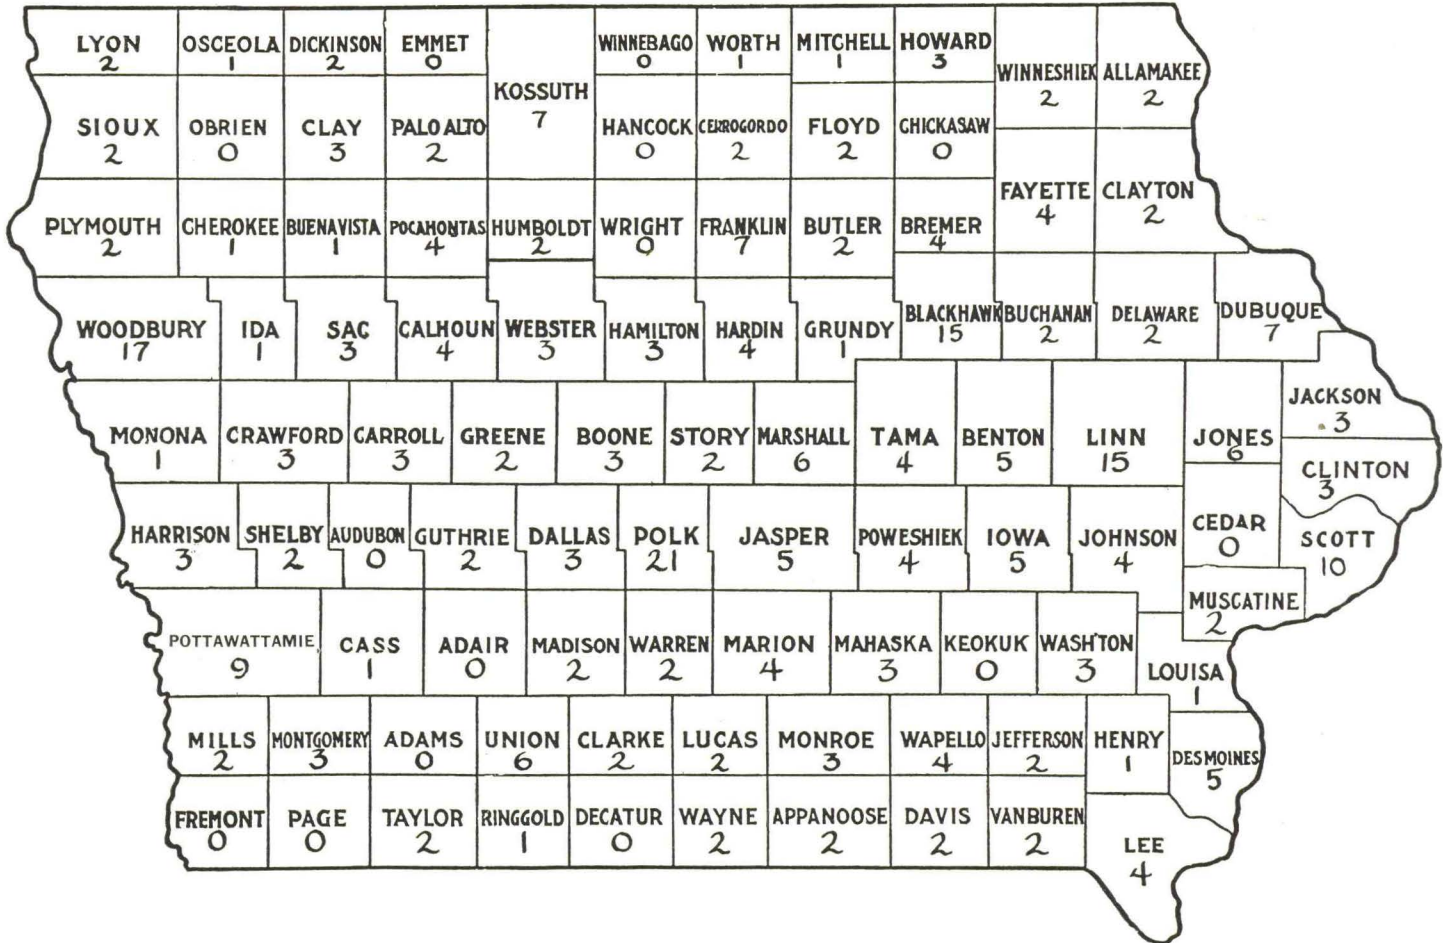 LYON
2
OSCEOLA
1
DICKINSON
2
EMMET
0
KOSSUTH
7
WINNEBAGO
0
WORTH
1
MITCHELL
1
HOWARD
3
WINNESHIEK
2
ALLAMAKEE
2
SIOUX
2
OBRIEN
0
CLAY
3
PALO ALTO
2
HANCOCK
0
CERROGORDO
2
FLOYD
2
CHICKASAW
0
FAYETTE
4
CLAYTON
2
PLYMOUTH
2
CHEROKEE
1
BUENAVISTA
1
POCAHONTAS
4
HUMBOLDT
2
WRIGHT
0
FRANKLIN
7
BUTLER
2
BREMER
4
WOODBURY
17
IDA
1
SAC
3
CALHOUN
4
WEBSTER
3
HAMILTON
3
HARDIN
4
GRUNDY
1
BLACKHAWK
15
BUCHANAN
2
DELAWARE
2
DUBUQUE
7
MONONA
1
CRAWFORD
3
CARROLL
3
GREENE
2
BOONE
3
STORY
2
MARSHALL
6
TAMA
4
BENTON
5
LINN
15
JONES
6
JACKSON
3
CLINTON
3
HARRISON
3
SHELBY
2
AUDUBON
0
GUTHRIE
2
DALLAS
3
POLK
21
JASPER
5
POWESHIEK
4
IOWA
5
JOHNSON
4
CEDAR
0
SCOTT
10
MUSCATINE
2
POTTAWATTAMIE
9
CASS
1
ADAIR
0
MADISON
2
WARREN
2
MARION
4
MAHASKA
3
KEOKUK
0
WASH'TON
3
LOUISA
1
MILLS
2
MONTGOMERY
3
ADAMS
0
UNION
6
CLARKE
2
LUCAS
2
MONROE
3
WAPELLO
4
JEFFERSON
2
HENRY
1
DES MOINES
5
FREMONT
0
PAGE
0
TAYLOR
2
RINGGOLD
1
DECATUR
0
WAYNE
2
APPANOOSE
2
DAVIS
2
VANBUREN
2
LEE
4